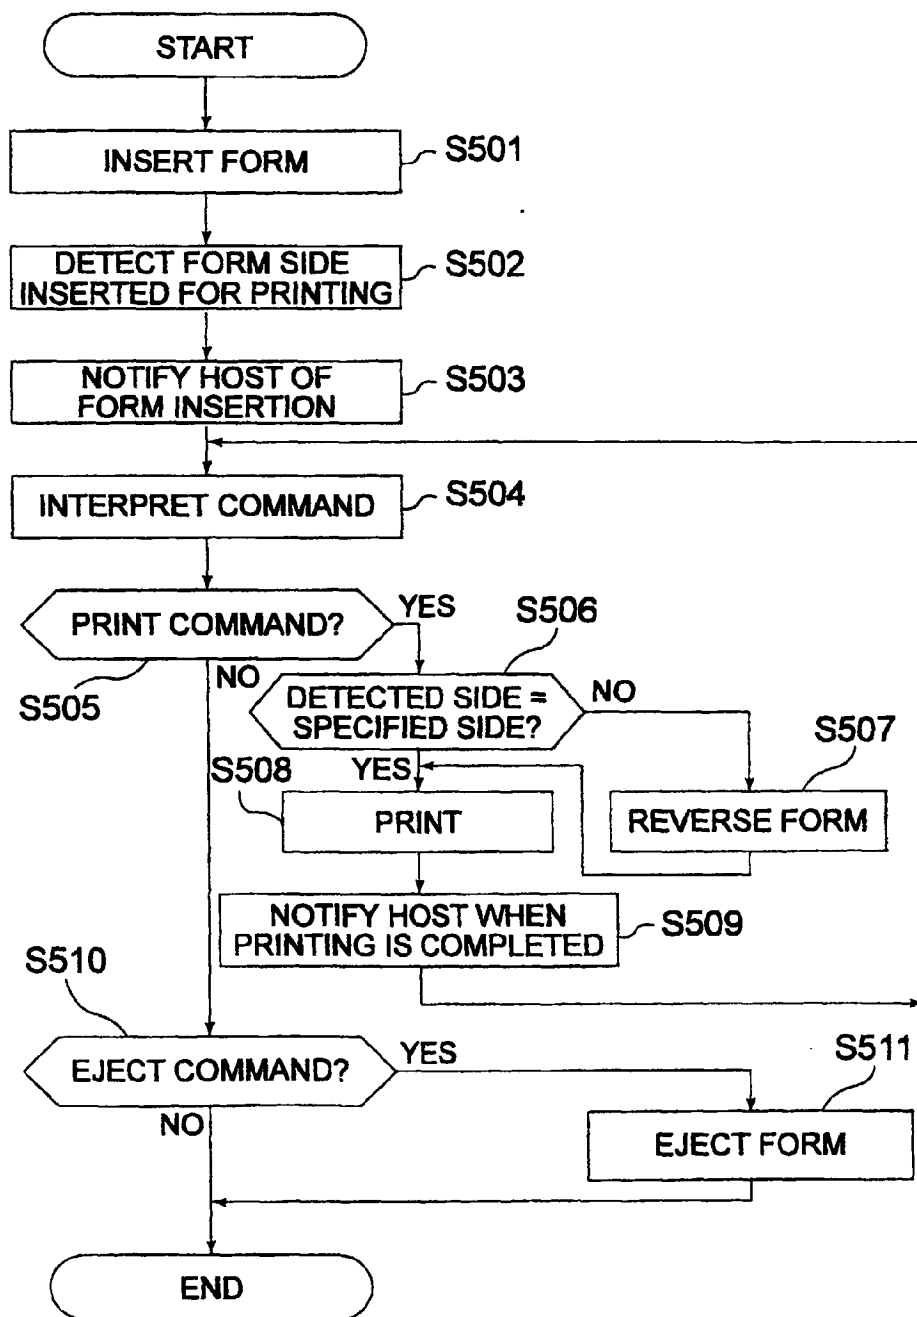 START
INSERT FORM
S501
DETECT FORM SIDE
INSERTED FOR PRINTING
S502
NOTIFY HOST OF
FORM INSERTION
S503
INTERPRET COMMAND
S504
PRINT COMMAND?
YES
S506
S505
NO
DETECTED SIDE =
SPECIFIED SIDE?
NO
S507
S508
YES
PRINT
REVERSE FORM
NOTIFY HOST WHEN
PRINTING IS COMPLETED
S509
S510
EJECT COMMAND?
YES
S511
NO
EJECT FORM
END